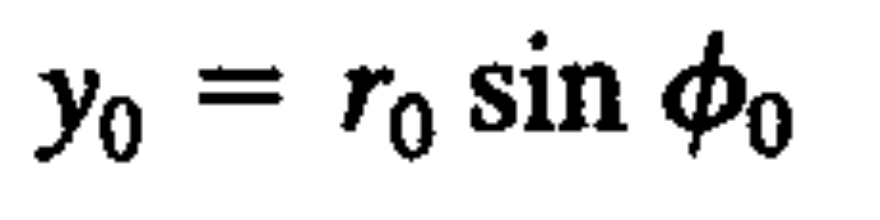 y₀ = r₀ sin ϕ₀